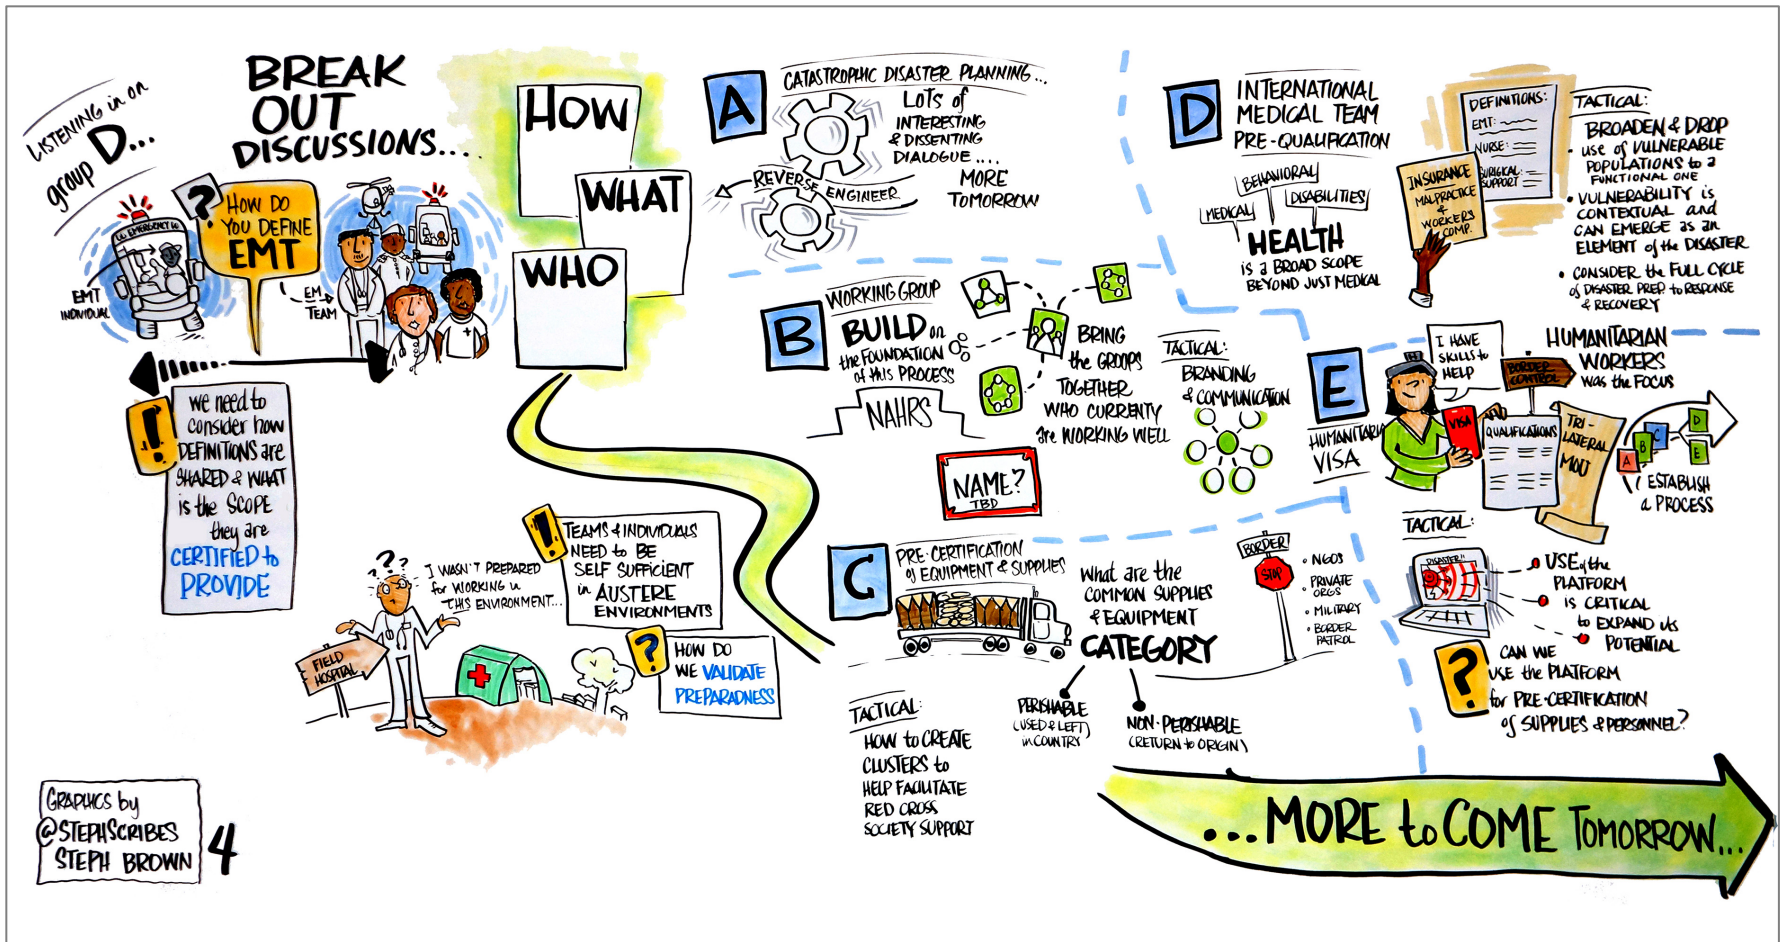 LISTENING in on
group D...
BREAK
OUT
DISCUSSIONS....
EMERGENCY
EMT
INDIVIDUAL
?
HOW DO
YOU DEFINE
EMT
EM
TEAM
!
we need to
consider how
DEFINITIONS are
SHARED & WHAT
is the SCOPE
they are
CERTIFIED to
PROVIDE
HOW
WHAT
WHO
? ? ?
I WASN'T PREPARED
for WORKING in
THIS ENVIRONMENT...
FIELD
HOSPITAL
!
TEAMS & INDIVIDUALS
NEED to BE
SELF SUFFICIENT
in AUSTERE
ENVIRONMENTS
?
HOW DO
WE VALIDATE
PREPARADNESS
GRAPHICS by
@STEPHSCRIBES
STEPH BROWN
4
A
CATASTROPHIC DISASTER PLANNING...
LOTS of
INTERESTING
& DISSENTING
DIALOGUE....
MORE
TOMORROW
REVERSE ENGINEER
B
WORKING GROUP
BUILD on
the FOUNDATION
of this PROCESS
NAHRS
BRING
the GROUPS
TOGETHER
WHO CURRENTY
are WORKING WELL
NAME?
TBD
TACTICAL:
BRANDING
& COMMUNICATION
C
PRE-CERTIFICATION
of EQUIPMENT & SUPPLIES
what are the
COMMON SUPPLIES
& EQUIPMENT
CATEGORY
PERISHABLE
(USED & LEFT)
in COUNTRY
NON-PERISHABLE
(RETURN to ORIGIN)
BORDER
STOP
• NGOS
• PRIVATE
ORGS
• MILITARY
• BORDER
PATROL
TACTICAL:
HOW to CREATE
CLUSTERS to
HELP FACILITATE
RED CROSS
SOCIETY SUPPORT
D
INTERNATIONAL
MEDICAL TEAM
PRE-QUALIFICATION
BEHAVIORAL
MEDICAL
DISABILITIES
HEALTH
is a BROAD SCOPE
BEYOND JUST MEDICAL
DEFINITIONS:
EMT:
NURSE:
SURGICAL:
SUPPORT
INSURANCE
MALPRACTICE
&
WORKERS
COMP.
TACTICAL:
• BROADEN & DROP
use of VULNERABLE
POPULATIONS to a
FUNCTIONAL ONE
• VULNERABILITY is
CONTEXTUAL and
CAN EMERGE as an
ELEMENT of the DISASTER
• CONSIDER the FULL CYCLE
of DISASTER PREP to RESPONSE
& RECOVERY
E
HUMANITARIAN
VISA
I HAVE
SKILLS to
HELP
VISA
BORDER
CONTROL
QUALIFICATIONS
TRI-
LATERAL
MOU
HUMANITARIAN
WORKERS
was the FOCUS
A
B
C
D
E
ESTABLISH
a PROCESS
TACTICAL:
DISASTER!!
USE of the
PLATFORM
is CRITICAL
to EXPAND its
POTENTIAL
?
CAN WE
USE the PLATFORM
for PRE-CERTIFICATION
of SUPPLIES & PERSONNEL?
...MORE to COME TOMORROW...